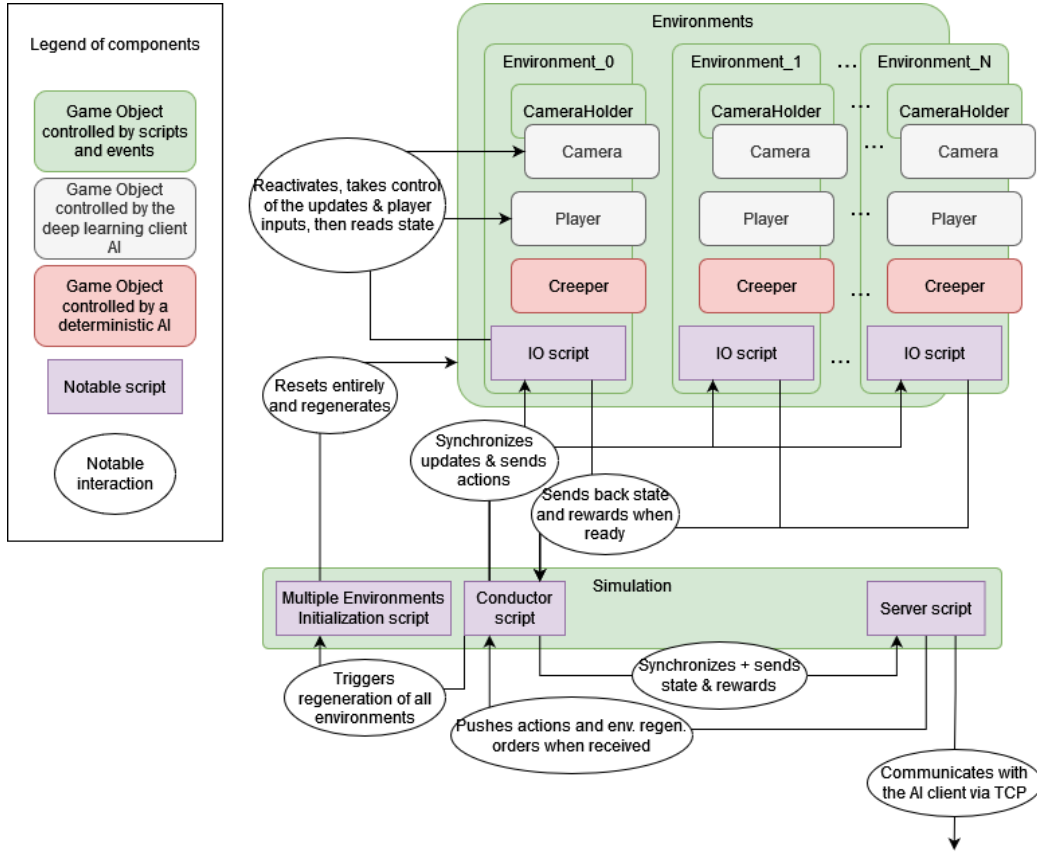 Legend of components
Game Object
controlled by scripts
and events
Game Object
controlled by the
deep learning client
AI
Game Object
controlled by a
deterministic AI
Notable script
Notable
interaction
Environments
Environment_0
Environment_1
...
Environment_N
CameraHolder
CameraHolder
...
CameraHolder
Camera
Camera
...
Camera
Reactivates, takes control
of the updates & player
inputs, then reads state
Player
Player
...
Player
Creeper
Creeper
...
Creeper
IO script
IO script
...
IO script
Resets entirely
and regenerates
Synchronizes
updates & sends
actions
Sends back state
and rewards when
ready
Simulation
Multiple Environments
Initialization script
Conductor
script
Server script
Triggers
regeneration of all
environments
Synchronizes + sends
state & rewards
Pushes actions and env. regen.
orders when received
Communicates with
the AI client via TCP